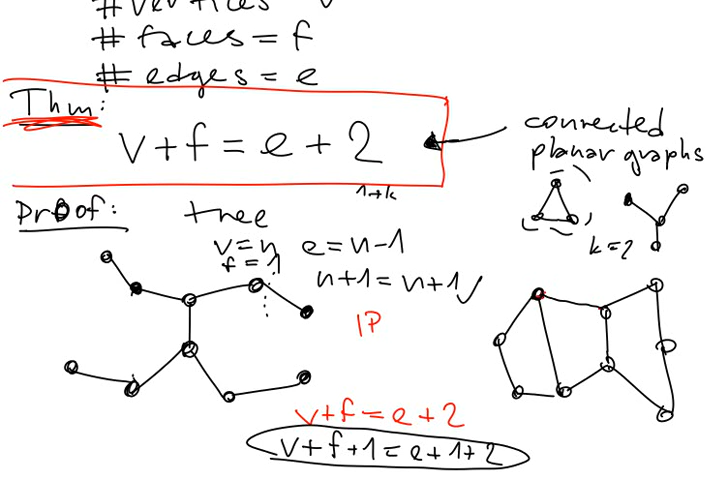 # vertices = v
# faces = f
# edges = e
Thm:
v + f = e + 2
1+k
connected
planar graphs
k=2
Proof:
tree
v=n e=n-1
f=1
n+1=n+1 ✓
IP
v+f=e+2
v+f+1=e+1+2